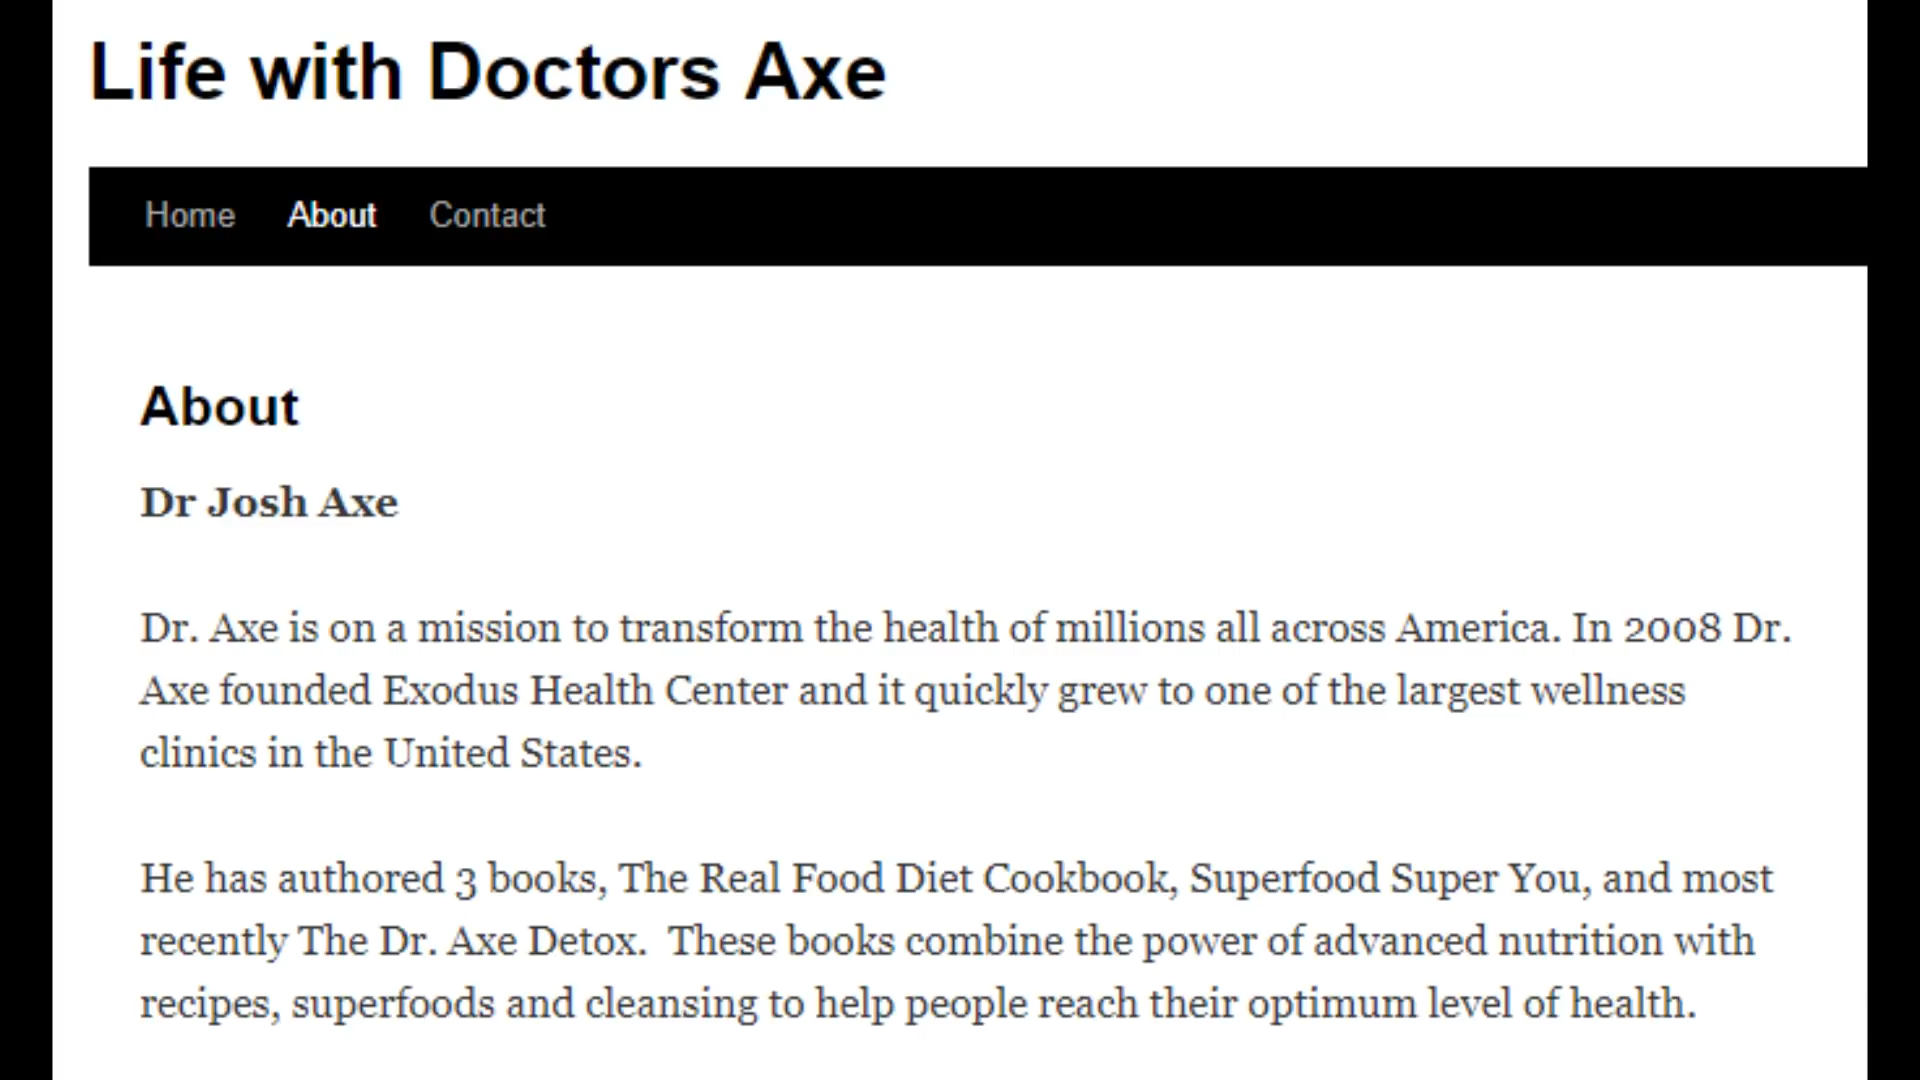 Life with Doctors Axe
Home About Contact
About
Dr Josh Axe
Dr. Axe is on a mission to transform the health of millions all across America. In 2008 Dr.
Axe founded Exodus Health Center and it quickly grew to one of the largest wellness
clinics in the United States.
He has authored 3 books, The Real Food Diet Cookbook, Superfood Super You, and most
recently The Dr. Axe Detox.  These books combine the power of advanced nutrition with
recipes, superfoods and cleansing to help people reach their optimum level of health.